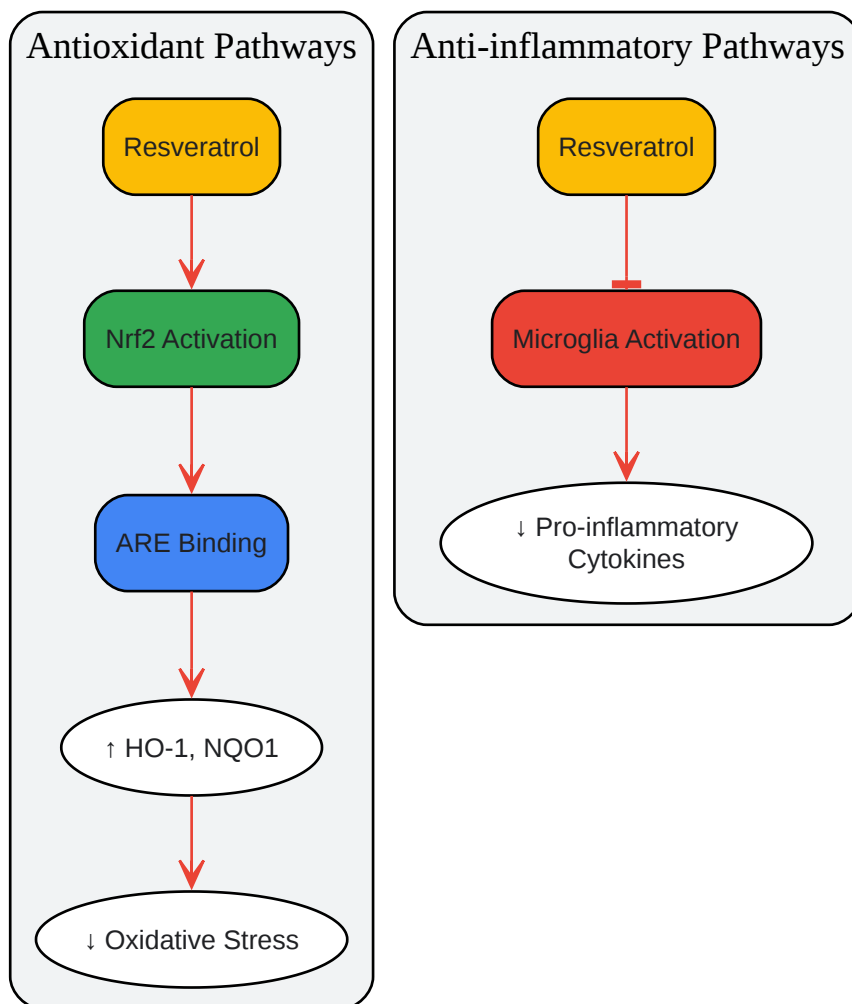 Antioxidant Pathways
Resveratrol
Nrf2 Activation
ARE Binding
↑ HO-1, NQO1
↓ Oxidative Stress
Anti-inflammatory Pathways
Resveratrol
Microglia Activation
↓ Pro-inflammatory
Cytokines